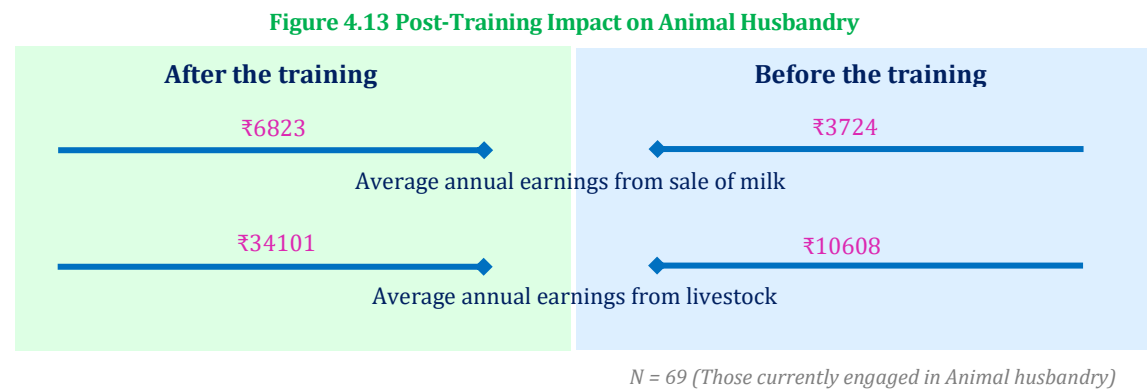 Figure 4.13 Post-Training Impact on Animal Husbandry
After the training
Before the training
₹6823
₹3724
Average annual earnings from sale of milk
₹34101
₹10608
Average annual earnings from livestock
N = 69 (Those currently engaged in Animal husbandry)